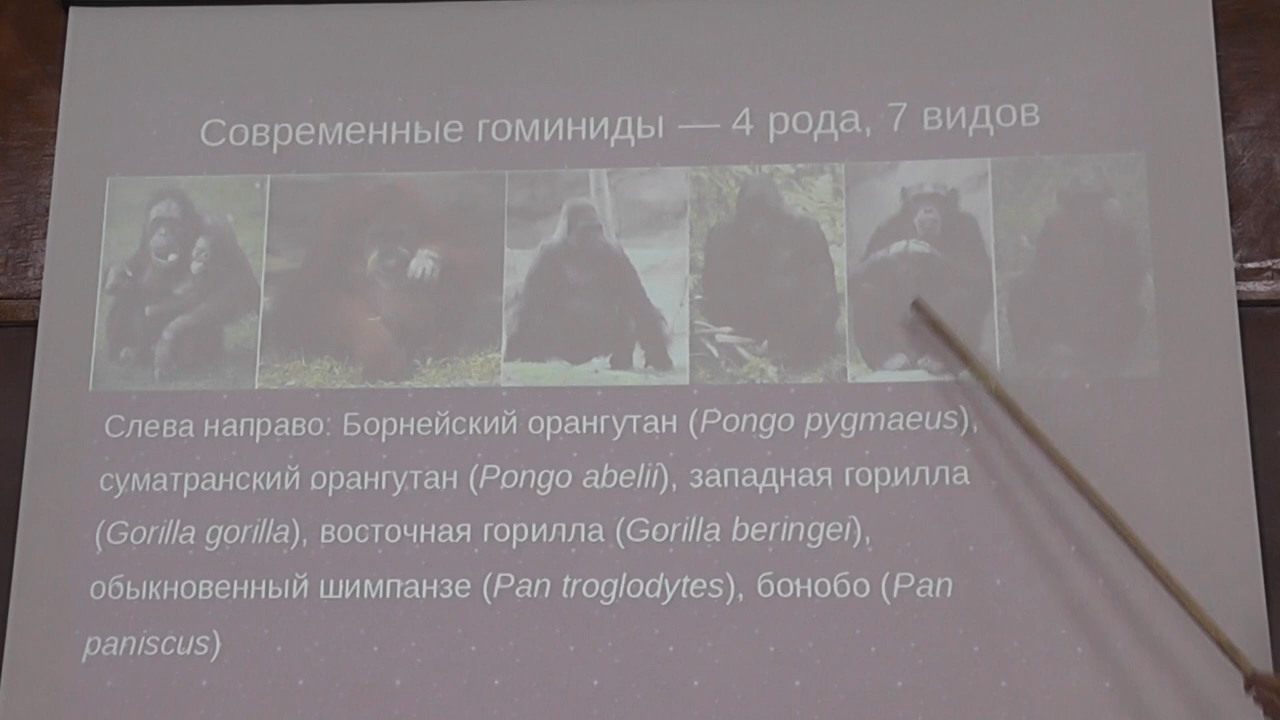 Современные гоминиды — 4 рода, 7 видов
Слева направо: Борнейский орангутан (Pongo pygmaeus),
суматранский орангутан (Pongo abelii), западная горилла
(Gorilla gorilla), восточная горилла (Gorilla beringei),
обыкновенный шимпанзе (Pan troglodytes), бонобо (Pan
paniscus)